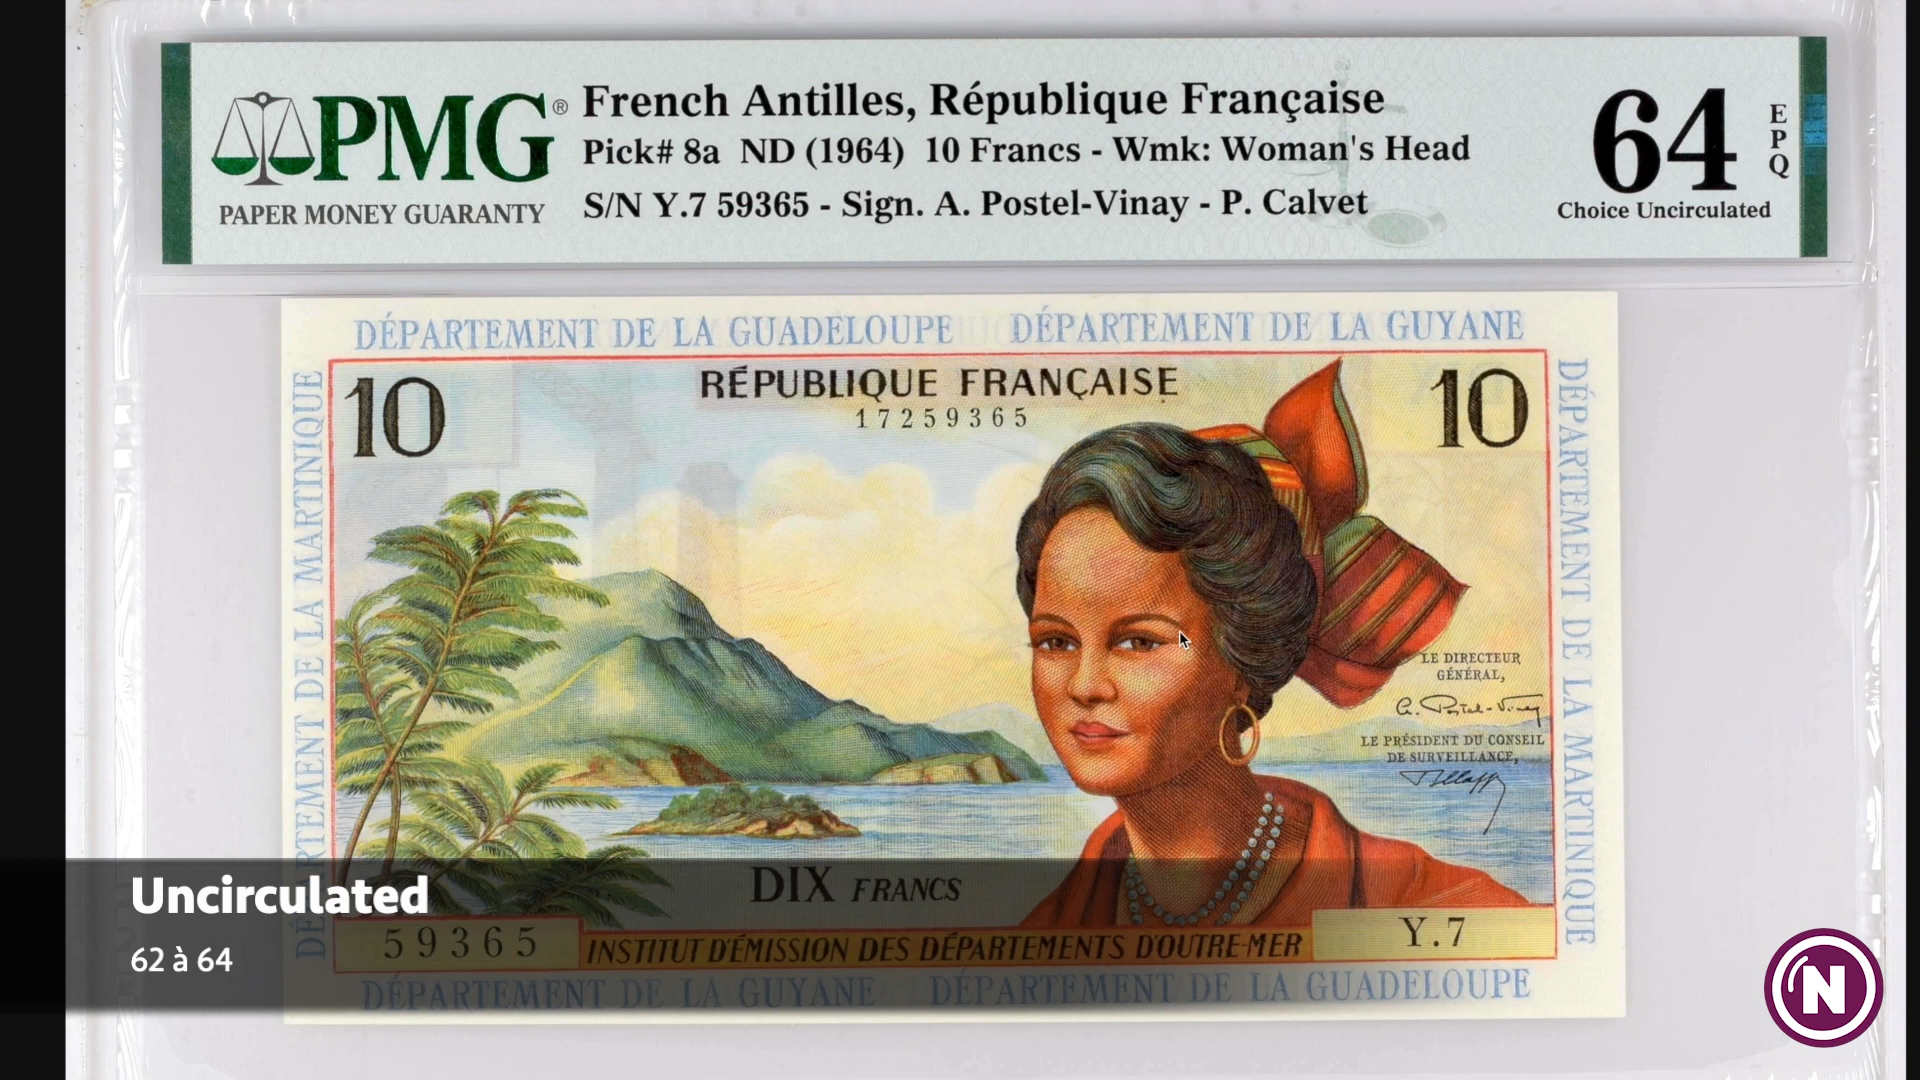 PMG®
PAPER MONEY GUARANTY
French Antilles, République Française
Pick# 8a ND (1964) 10 Francs - Wmk: Woman's Head
S/N Y.7 59365 - Sign. A. Postel-Vinay - P. Calvet
64
EPQ
Choice Uncirculated
DÉPARTEMENT DE LA GUADELOUPE DÉPARTEMENT DE LA GUYANE
DÉPARTEMENT DE LA MARTINIQUE
DÉPARTEMENT DE LA MARTINIQUE
10
RÉPUBLIQUE FRANÇAISE
17259365
10
LE DIRECTEUR
GÉNÉRAL,
A. Postel-Vinay
LE PRÉSIDENT DU CONSEIL
DE SURVEILLANCE,
DIX FRANCS
59365
INSTITUT D'ÉMISSION DES DÉPARTEMENTS D'OUTRE-MER
Y.7
DÉPARTEMENT DE LA GUYANE DÉPARTEMENT DE LA GUADELOUPE
Uncirculated
62 à 64
N